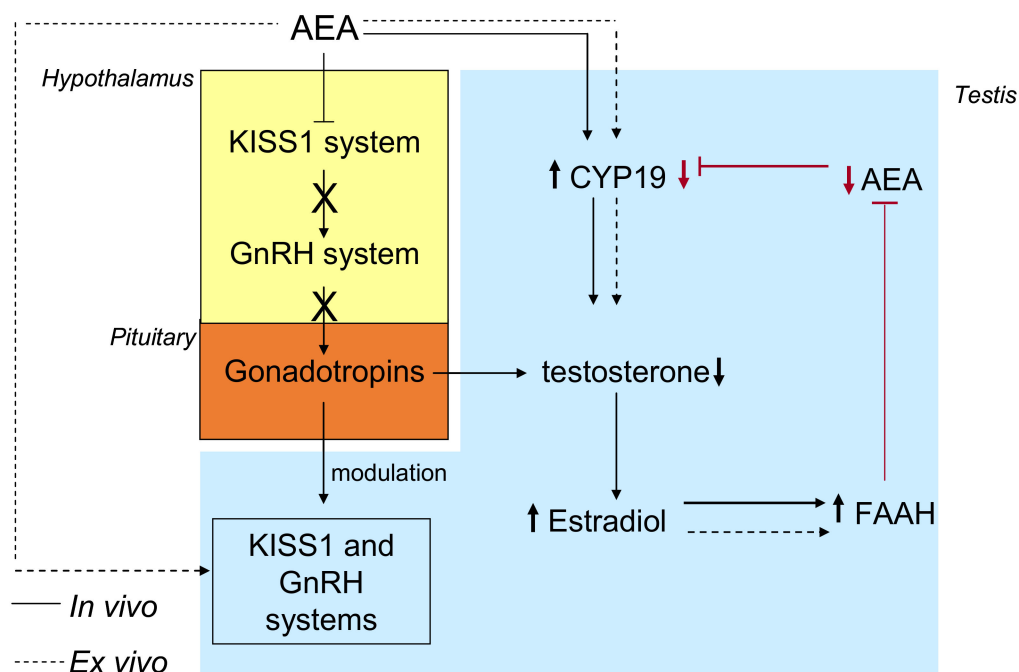 AEA
Hypothalamus
Testis
KISS1 system
CYP19
AEA
X
GnRH system
X
Pituitary
Gonadotropins
testosterone
modulation
Estradiol
FAAH
KISS1 and
GnRH
systems
In vivo
Ex vivo